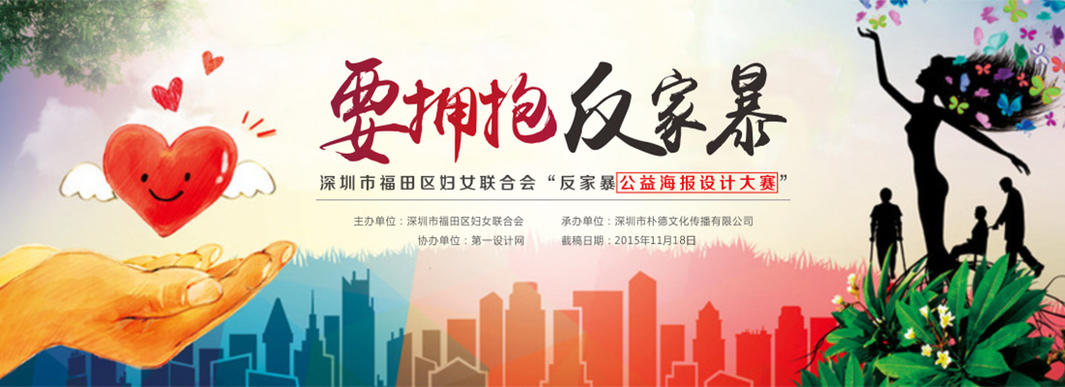 要拥抱反家暴
深圳市福田区妇女联合会“反家暴公益海报设计大赛”
主办单位：深圳市福田区妇女联合会 承办单位：深圳市朴德文化传播有限公司
协办单位：第一设计网 截稿日期：2015年11月18日